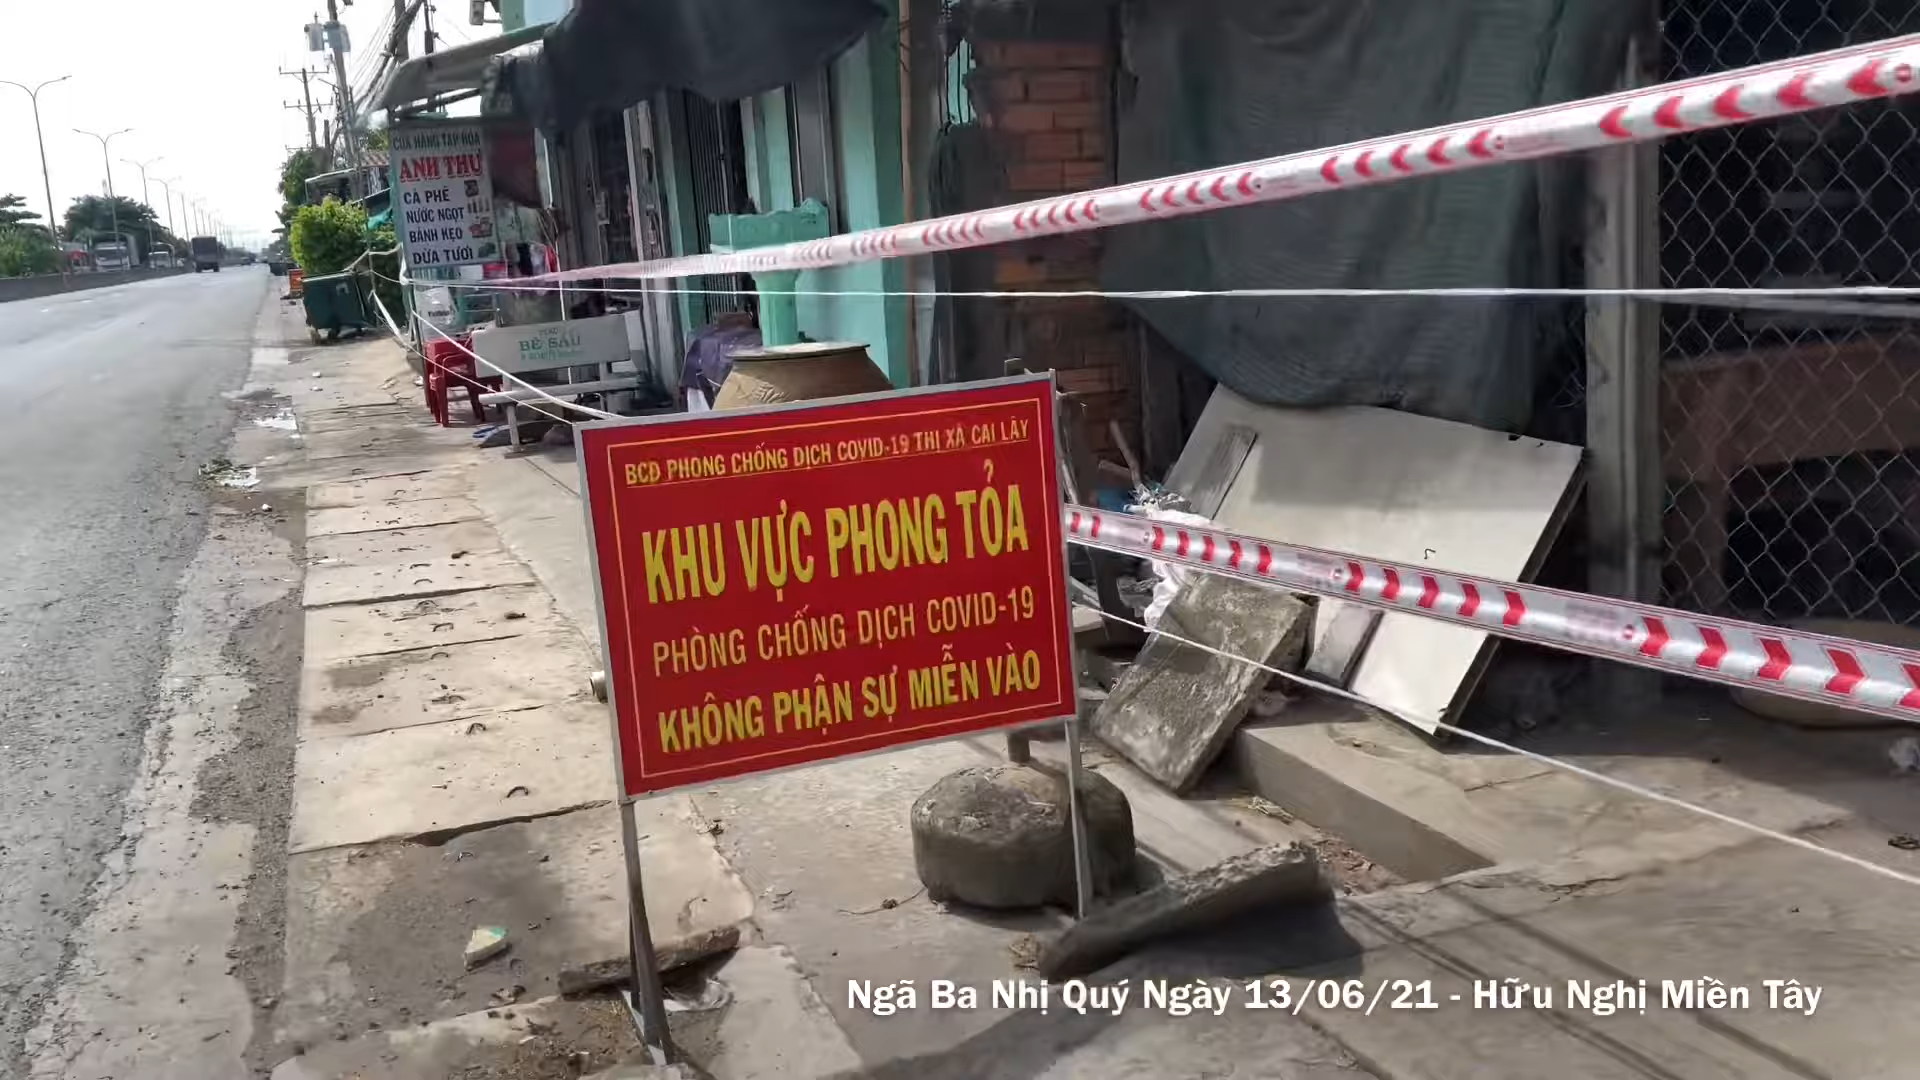 CỬA HÀNG TẠP HÓA
ANH THƯ
CÀ PHÊ
NƯỚC NGỌT
BÁNH KẸO
DỪA TƯƠI
BÉ SÁU
BCĐ PHONG CHỐNG DỊCH COVID-19 THỊ XÃ CAI LẬY
KHU VỰC PHONG TỎA
PHÒNG CHỐNG DỊCH COVID-19
KHÔNG PHẬN SỰ MIỄN VÀO
Ngã Ba Nhị Quý Ngày 13/06/21 - Hữu Nghị Miền Tây